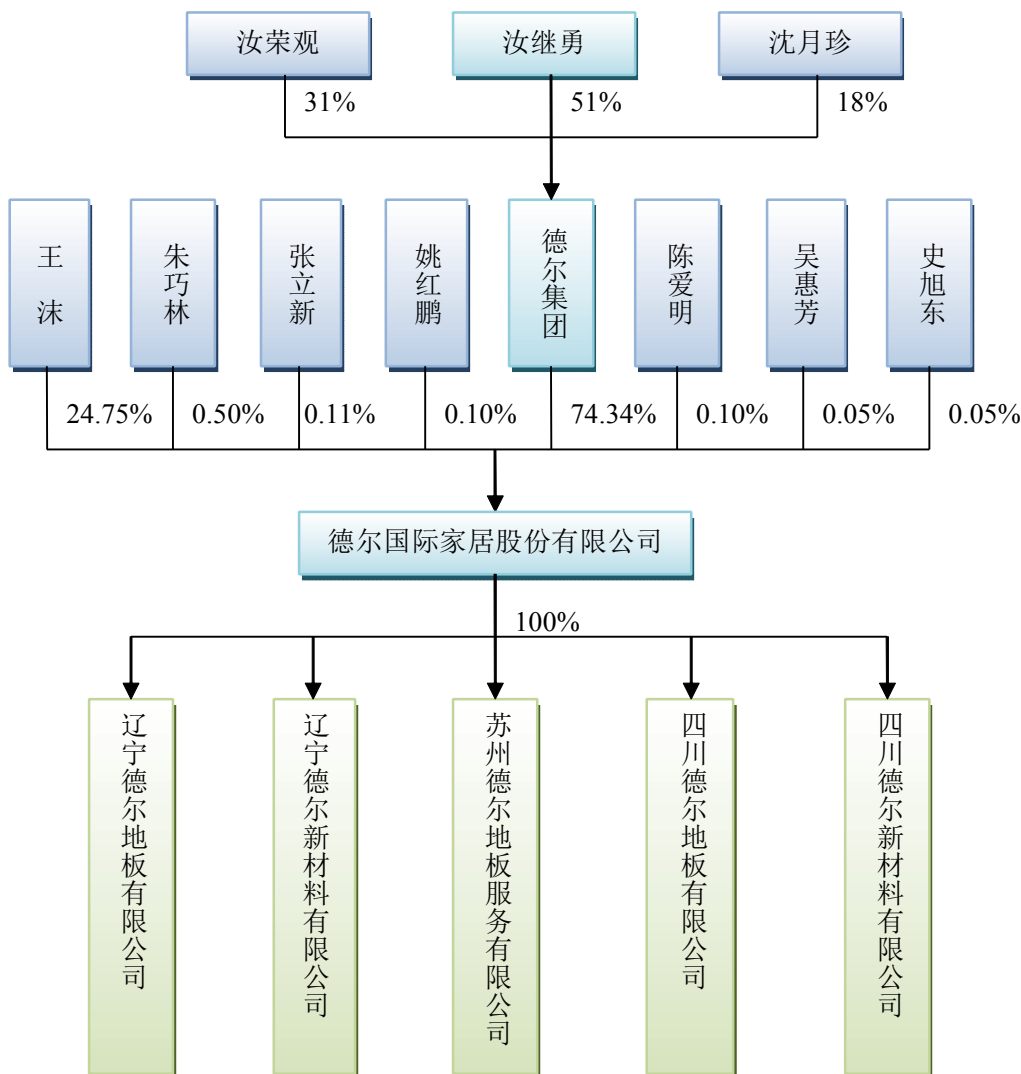 汝荣观
汝继勇
沈月珍
31%
51%
18%
王沫
朱巧林
张立新
姚红鹏
德尔集团
陈爱明
吴惠芳
史旭东
24.75%
0.50%
0.11%
0.10%
74.34%
0.10%
0.05%
0.05%
德尔国际家居股份有限公司
100%
辽宁德尔地板有限公司
辽宁德尔新材料有限公司
苏州德尔地板服务有限公司
四川德尔地板有限公司
四川德尔新材料有限公司